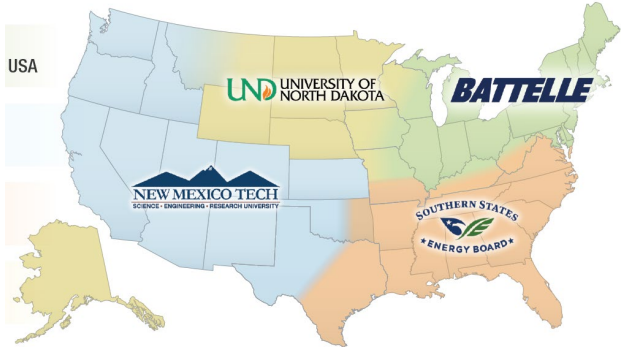 USA
UND UNIVERSITY OF
NORTH DAKOTA
BATTELLE
NEW MEXICO TECH
SCIENCE • ENGINEERING • RESEARCH UNIVERSITY
SOUTHERN STATES
★ENERGY BOARD★